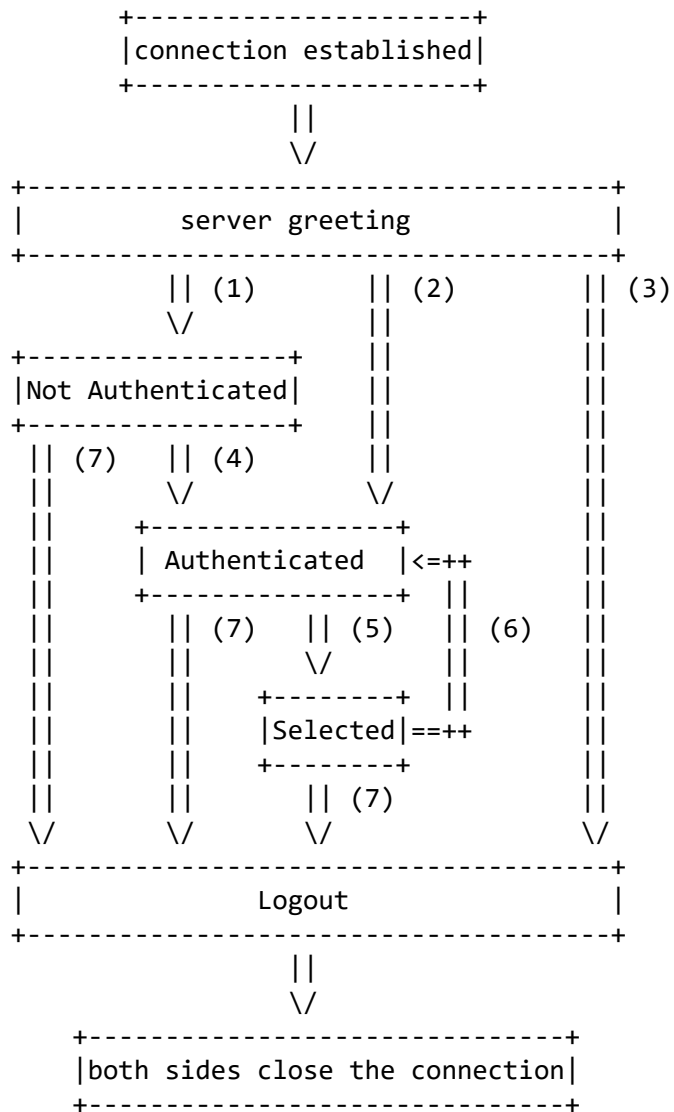 connection established
server greeting
(1) (2) (3)
Not Authenticated
(7) (4)
Authenticated
(7) (5) (6)
Selected
(7)
Logout
both sides close the connection